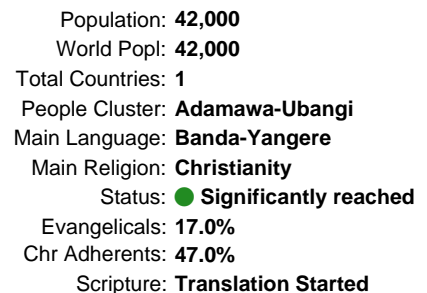 Population: 42,000
World Popl: 42,000
Total Countries: 1
People Cluster: Adamawa-Ubangi
Main Language: Banda-Yangere
Main Religion: Christianity
Status: Significantly reached
Evangelicals: 17.0%
Chr Adherents: 47.0%
Scripture: Translation Started